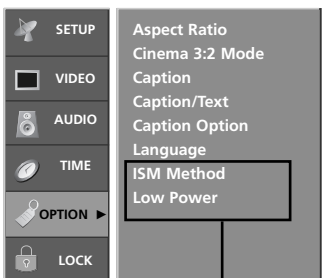 SETUP
VIDEO
AUDIO
TIME
OPTION ►
LOCK
Aspect Ratio
Cinema 3:2 Mode
Caption
Caption/Text
Caption Option
Language
ISM Method
Low Power